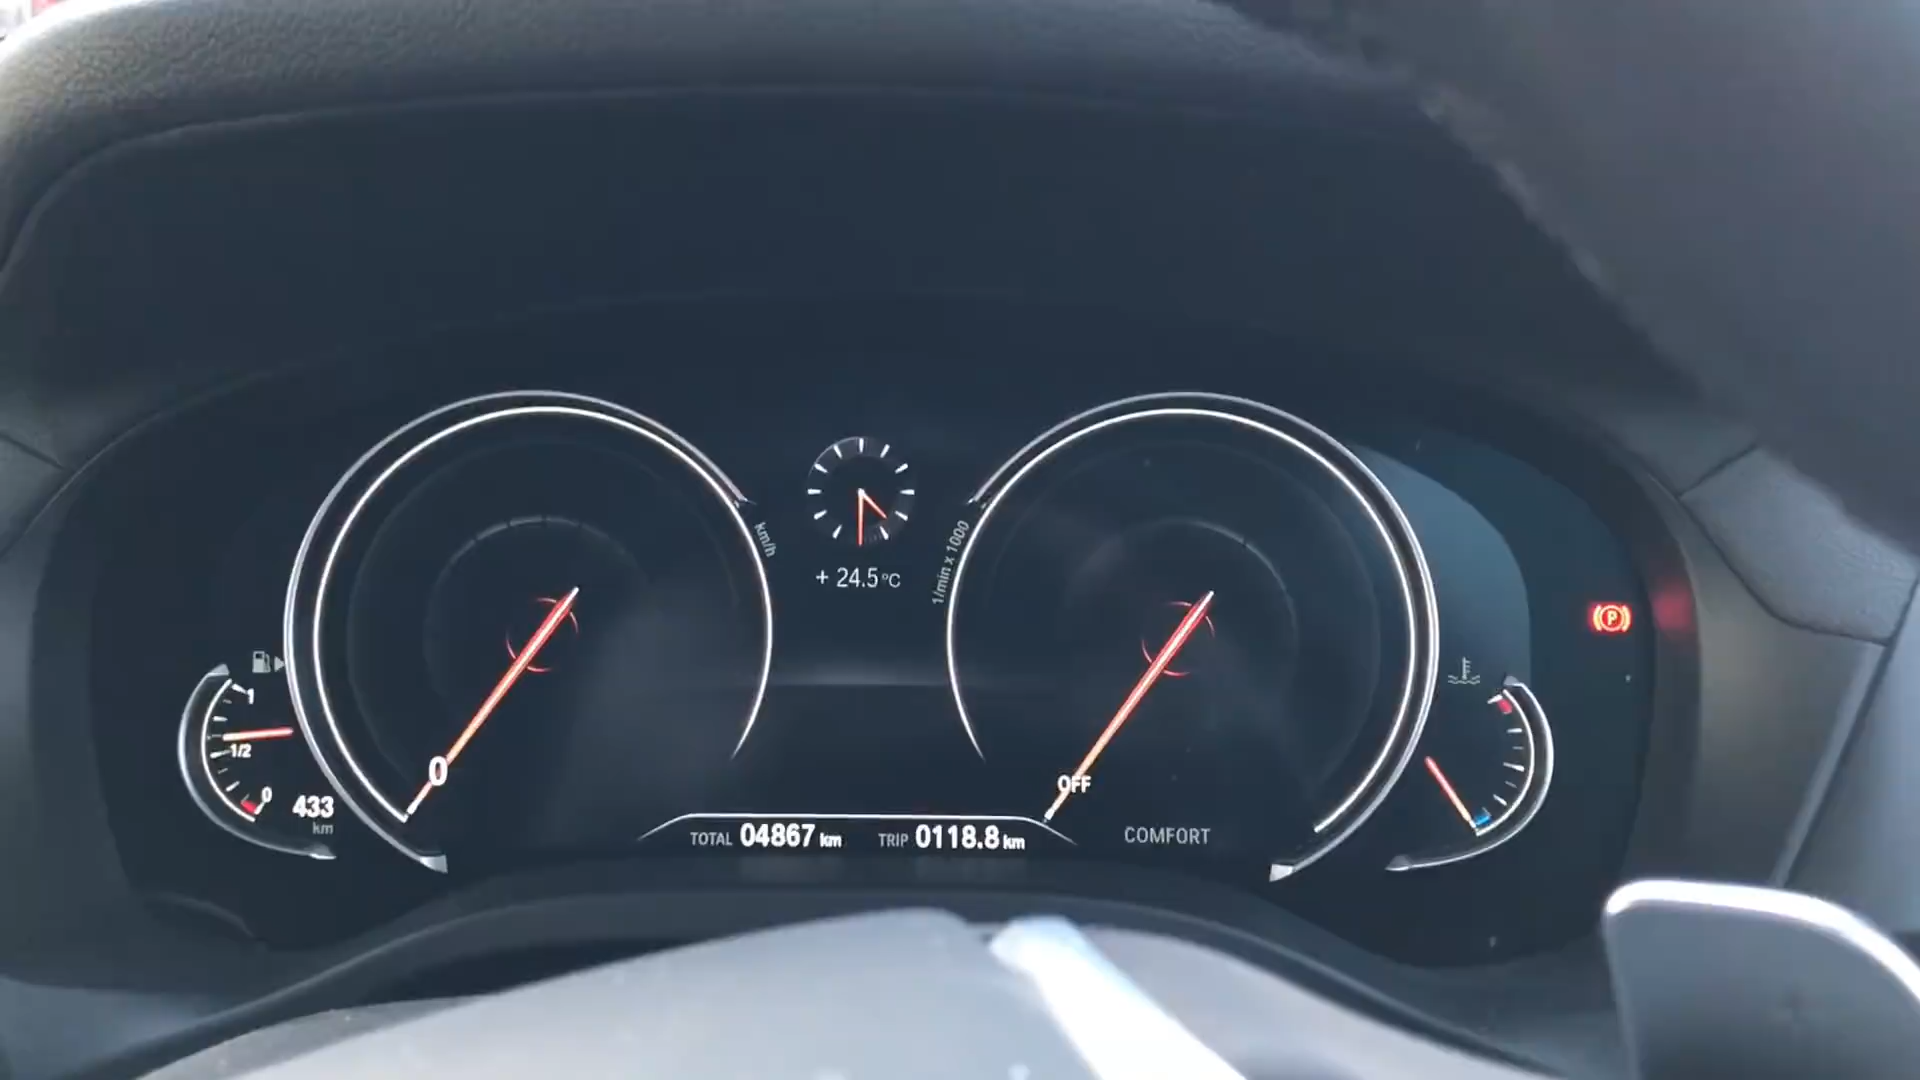 km/h
1/min x 1000
+ 24.5 °C
1
1/2
0
433
km
0
OFF
TOTAL 04867 km TRIP 0118.8 km
COMFORT
P